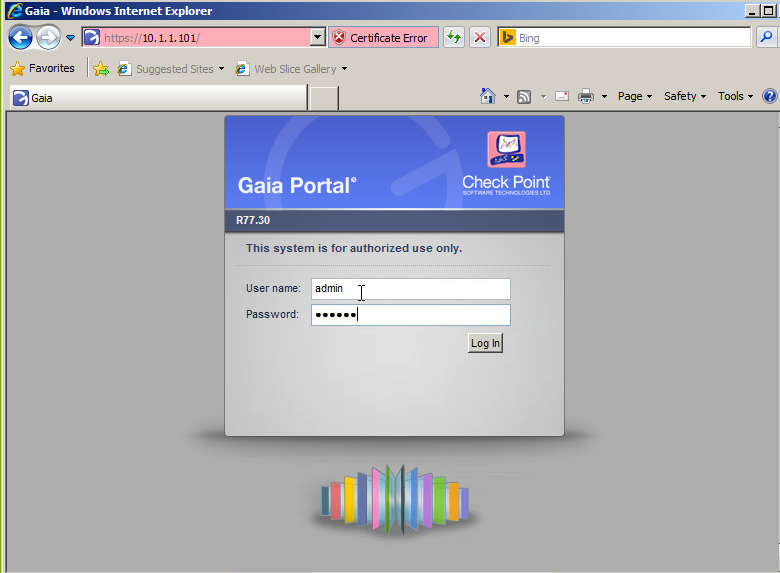 Gaia - Windows Internet Explorer
https://10.1.1.101/
Certificate Error
Bing
Favorites
Suggested Sites
Web Slice Gallery
Gaia
Page
Safety
Tools
Gaia Portal
Check Point
SOFTWARE TECHNOLOGIES LTD.
R77.30
This system is for authorized use only.
User name: admin
Password: ●●●●●●
Log In